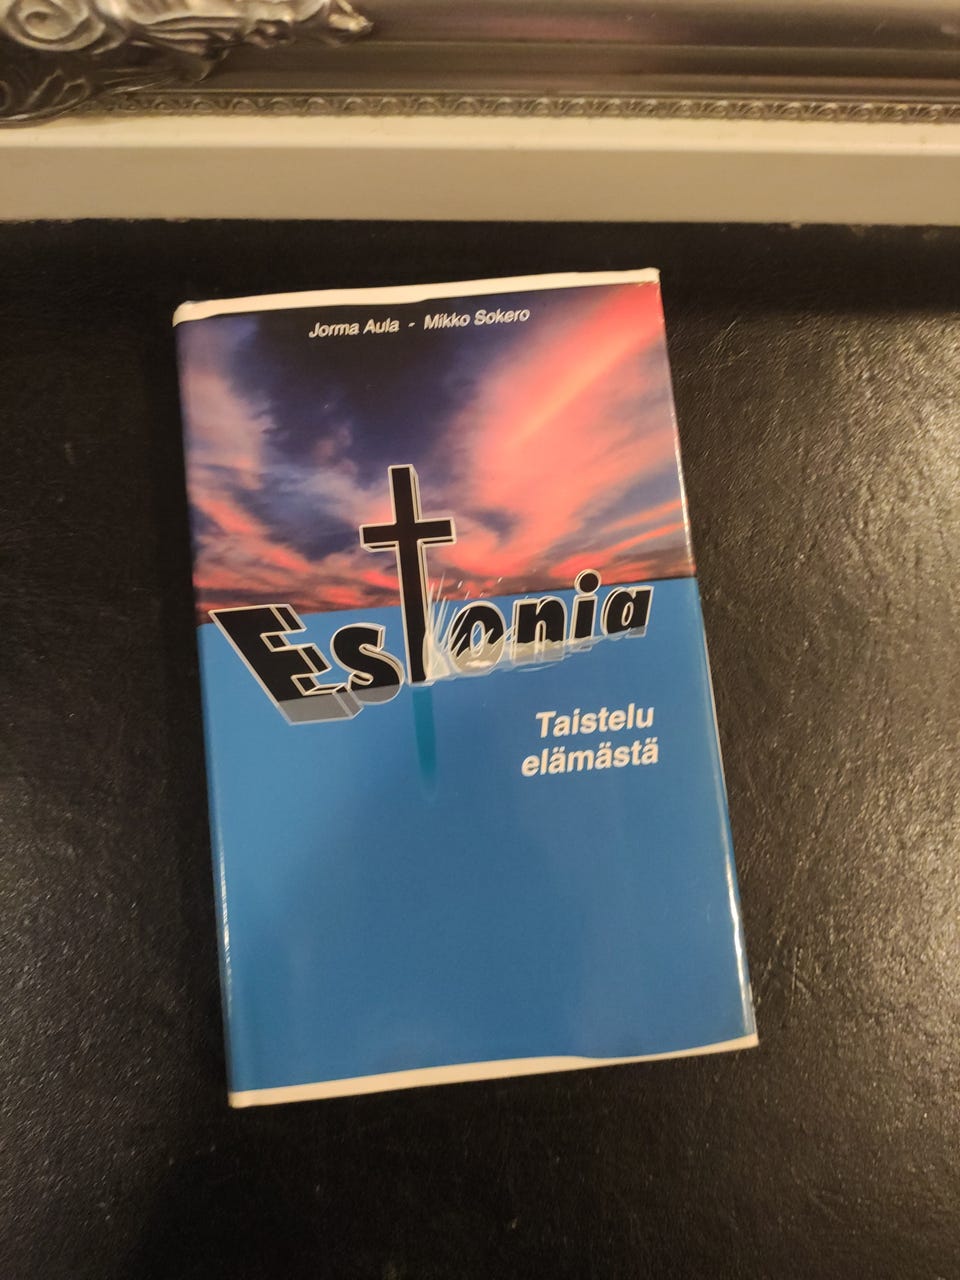 Jorma Aula - Mikko Sokero
Estonia
Taistelu
elämästä